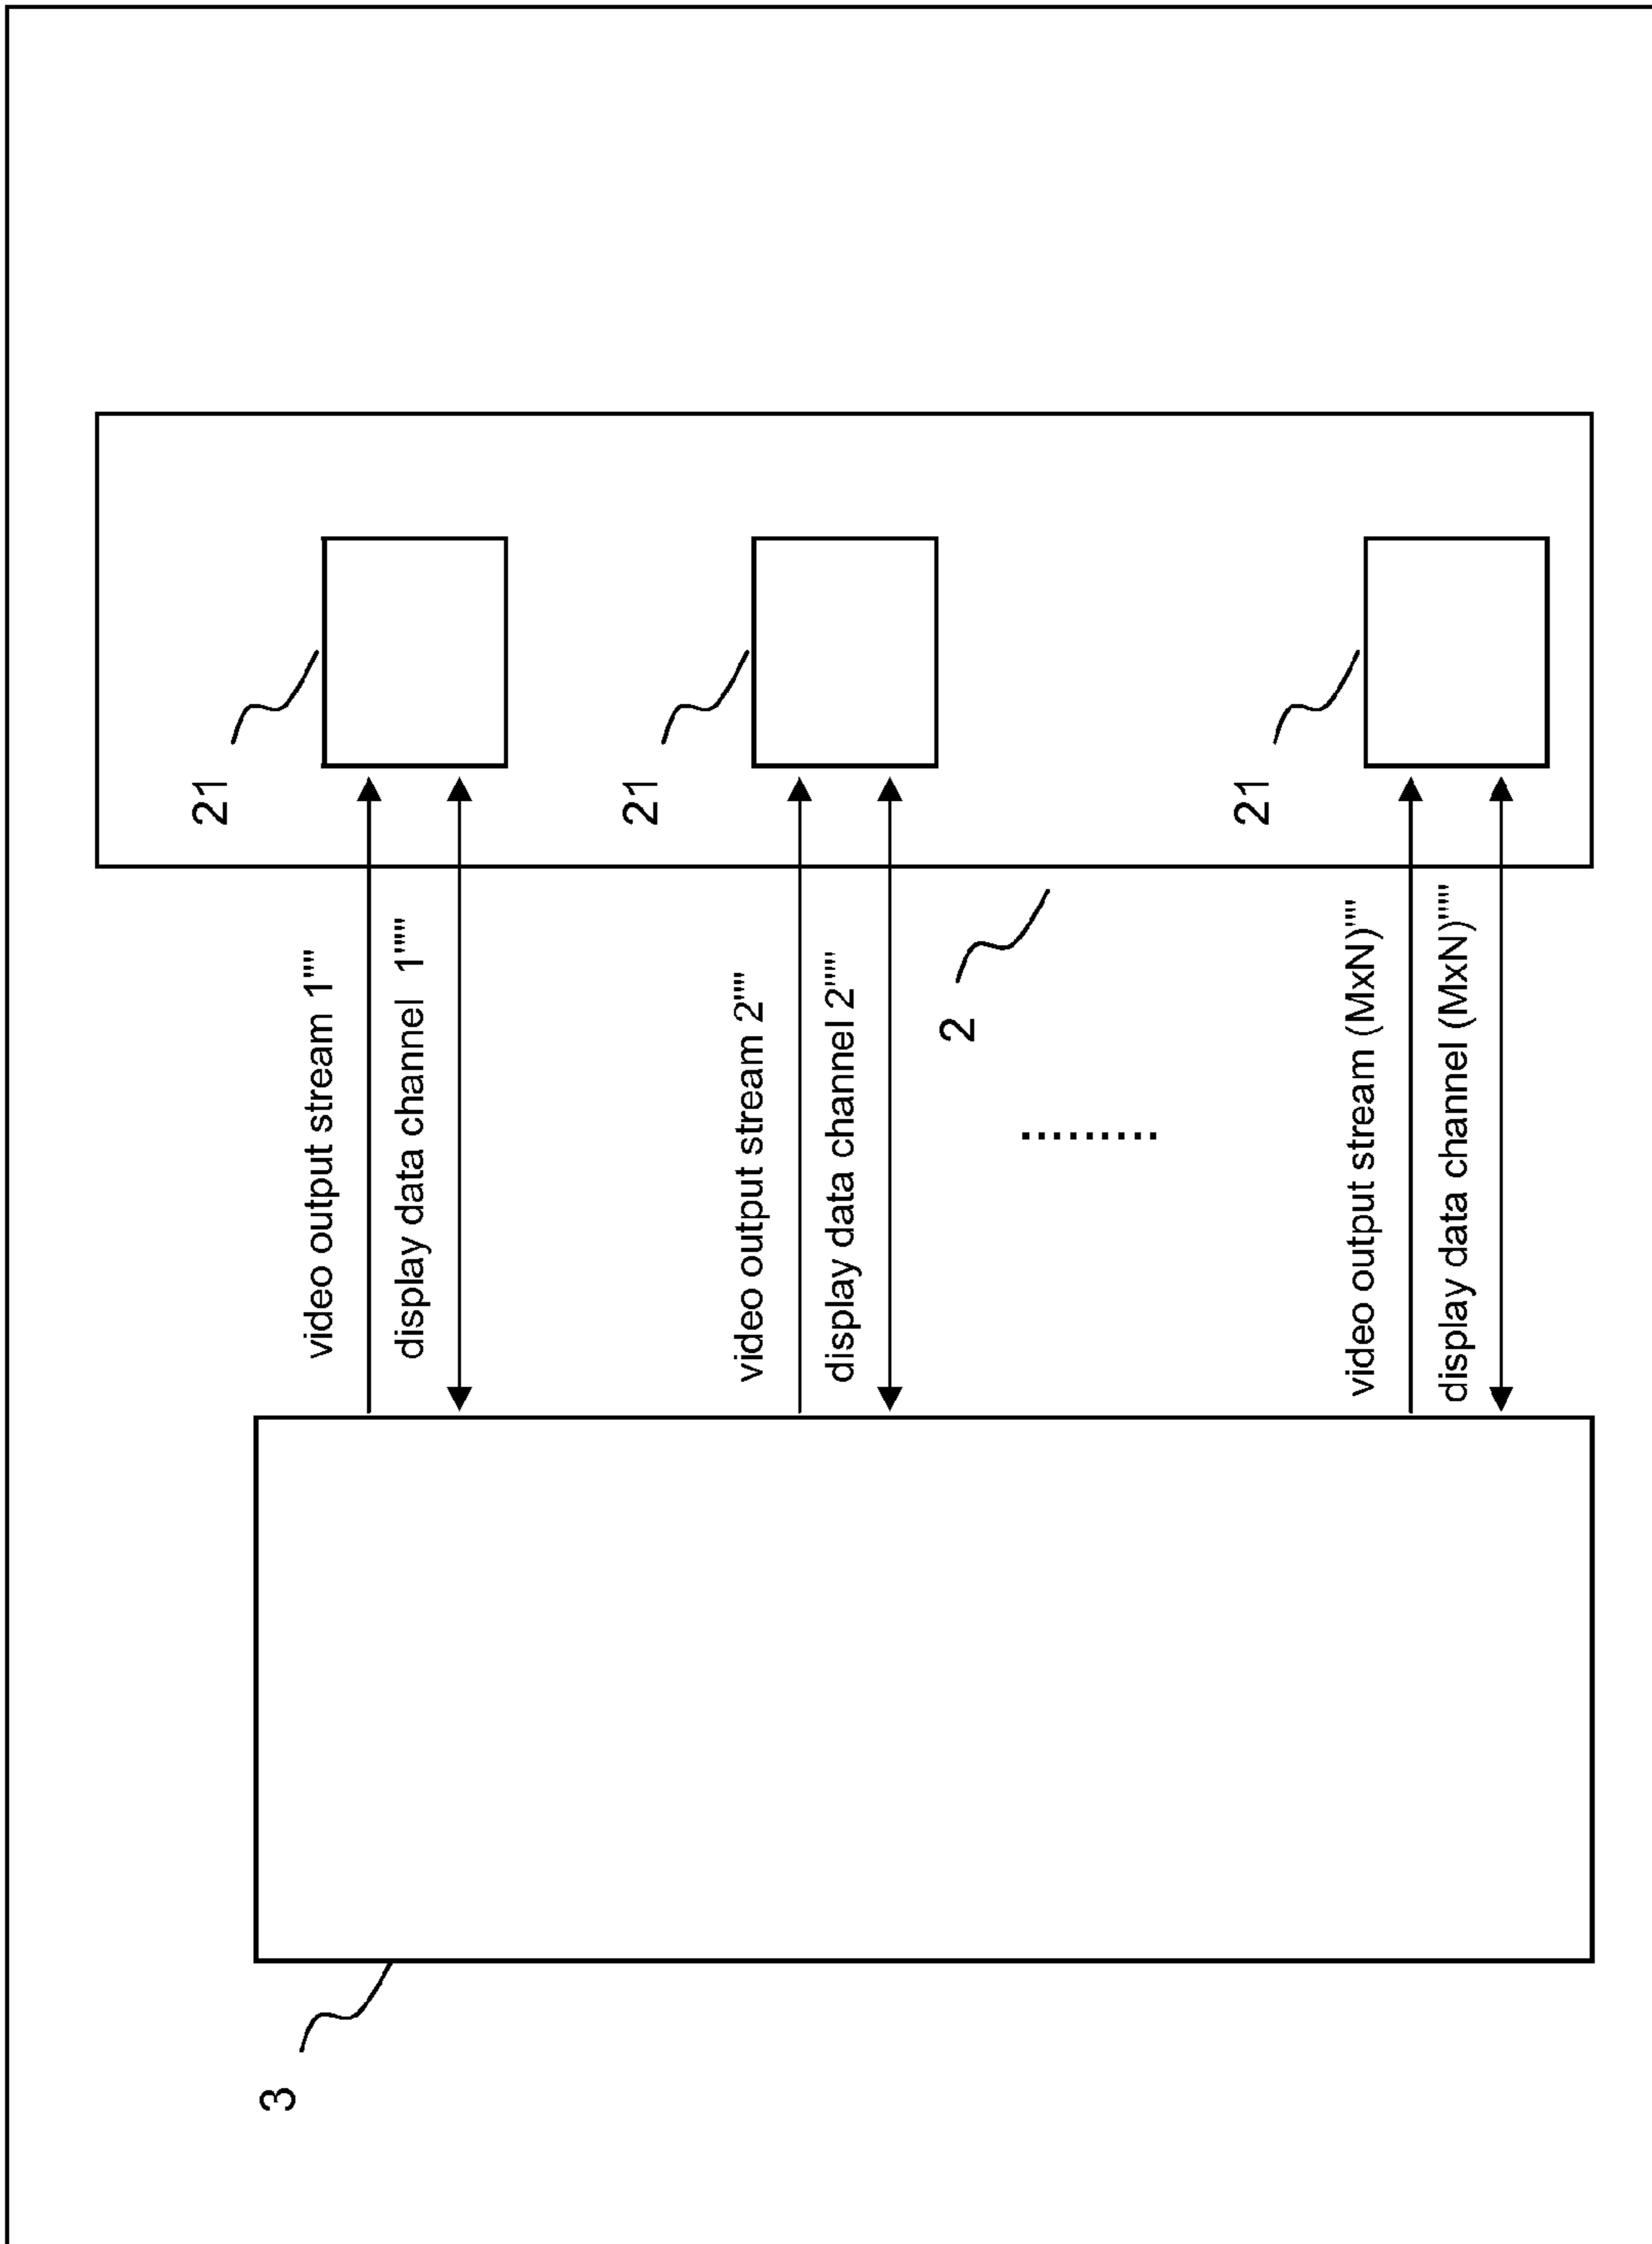 21
3
video output stream 1''''
display data channel 1'''''
21
video output stream 2''''
display data channel 2'''''
2
.........
21
video output stream (MxN)''''
display data channel (MxN)'''''